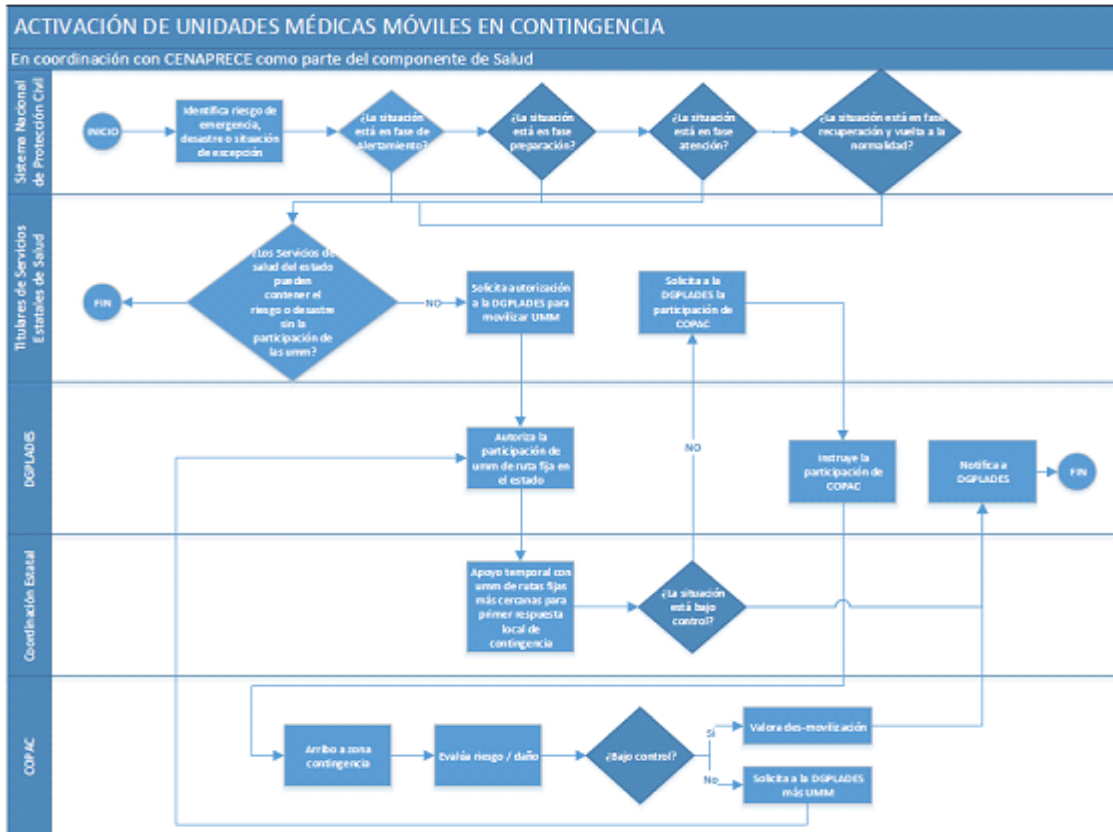 ACTIVACIÓN DE UNIDADES MÉDICAS MÓVILES EN CONTINGENCIA
En coordinación con CENAPRECE como parte del componente de Salud
Sistema Nacional
de Protección Civil
INICIO
Identifica riesgo de
emergencia,
desastre o situación
de excepción
¿La situación
está en fase de
Alertamiento?
¿La situación
está en fase
preparación?
¿La situación
está en fase
atención?
¿La situación está en fase
recuperación y vuelta a la
normalidad?
Titulares de Servicios
Estatales de Salud
FIN
¿Los Servicios de
salud del estado
pueden
contener el
riesgo o desastre
sin la
participación de
las umm?
NO
Solicita autorización
a la DGPLADES para
movilizar UMM
Solicita a la
DGPLADES la
participación de
COPAC
DGPLADES
Autoriza la
participación de
umm de ruta fija en
el estado
NO
Instruye la
participación de
COPAC
Notifica a
DGPLADES
FIN
Coordinación Estatal
Apoyo temporal con
umm de rutas fijas
más cercanas para
primer respuesta
local de
contingencia
¿La situación
está bajo
control?
COPAC
Arribo a zona
contingencia
Evalúa riesgo / daño
¿Bajo control?
Si
Valora des-movilización
No
Solicita a la DGPLADES
más UMM